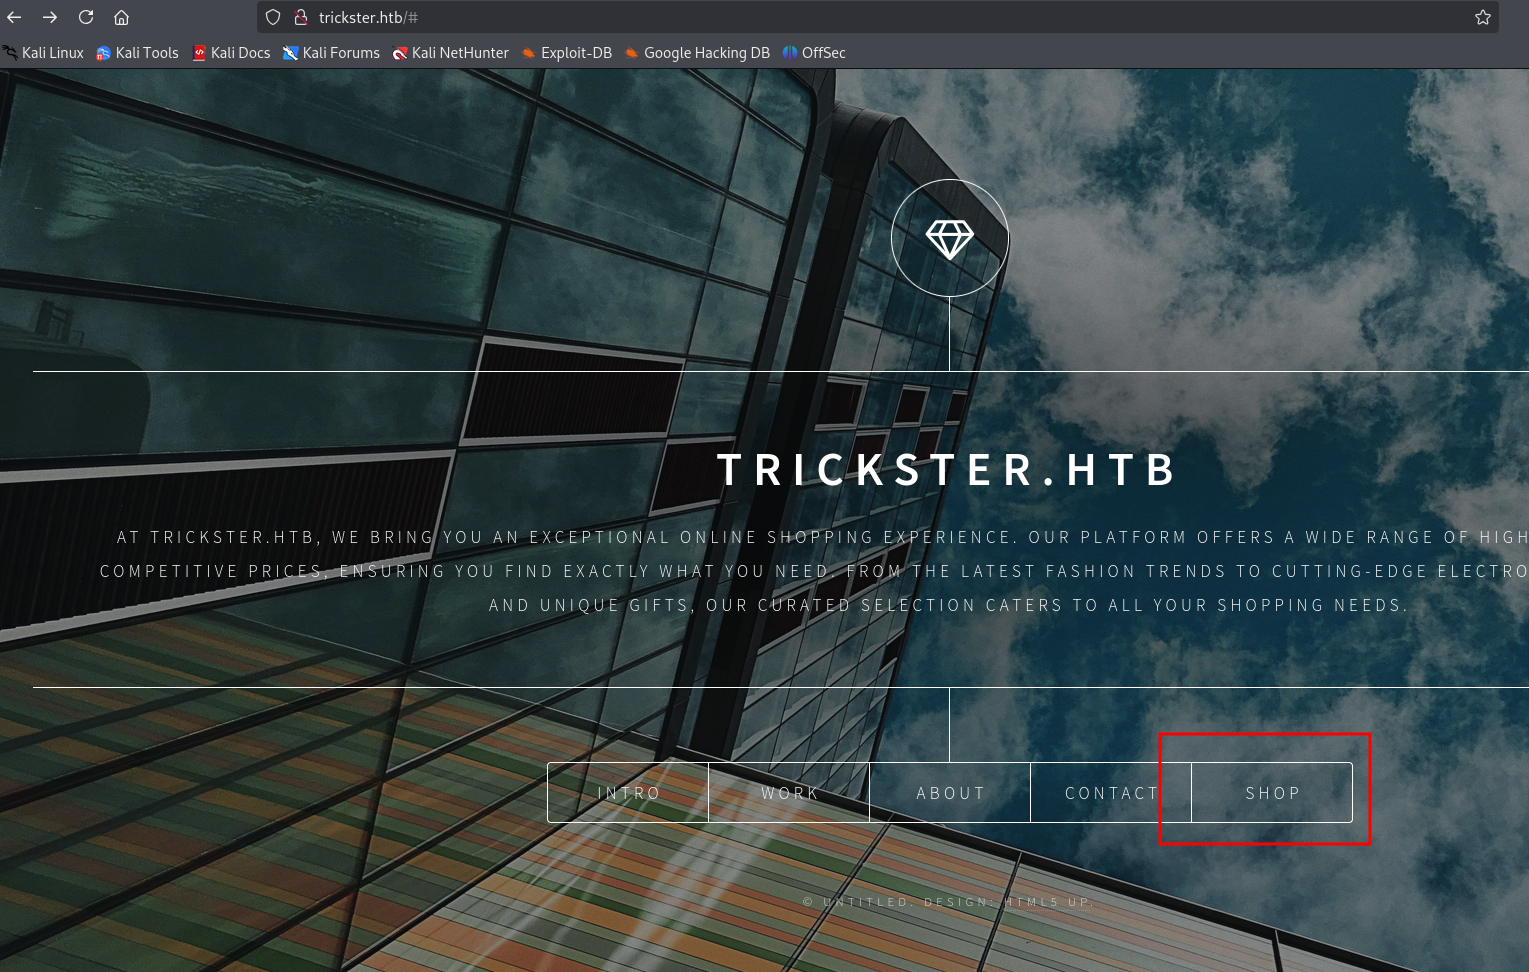 trickster.htb/#
Kali Linux Kali Tools Kali Docs Kali Forums Kali NetHunter Exploit-DB Google Hacking DB OffSec
TRICKSTER.HTB
AT TRICKSTER.HTB, WE BRING YOU AN EXCEPTIONAL ONLINE SHOPPING EXPERIENCE. OUR PLATFORM OFFERS A WIDE RANGE OF HIGH
COMPETITIVE PRICES, ENSURING YOU FIND EXACTLY WHAT YOU NEED. FROM THE LATEST FASHION TRENDS TO CUTTING-EDGE ELECTRO
AND UNIQUE GIFTS, OUR CURATED SELECTION CATERS TO ALL YOUR SHOPPING NEEDS.
INTRO WORK ABOUT CONTACT SHOP
© UNTITLED. DESIGN: HTML5 UP.